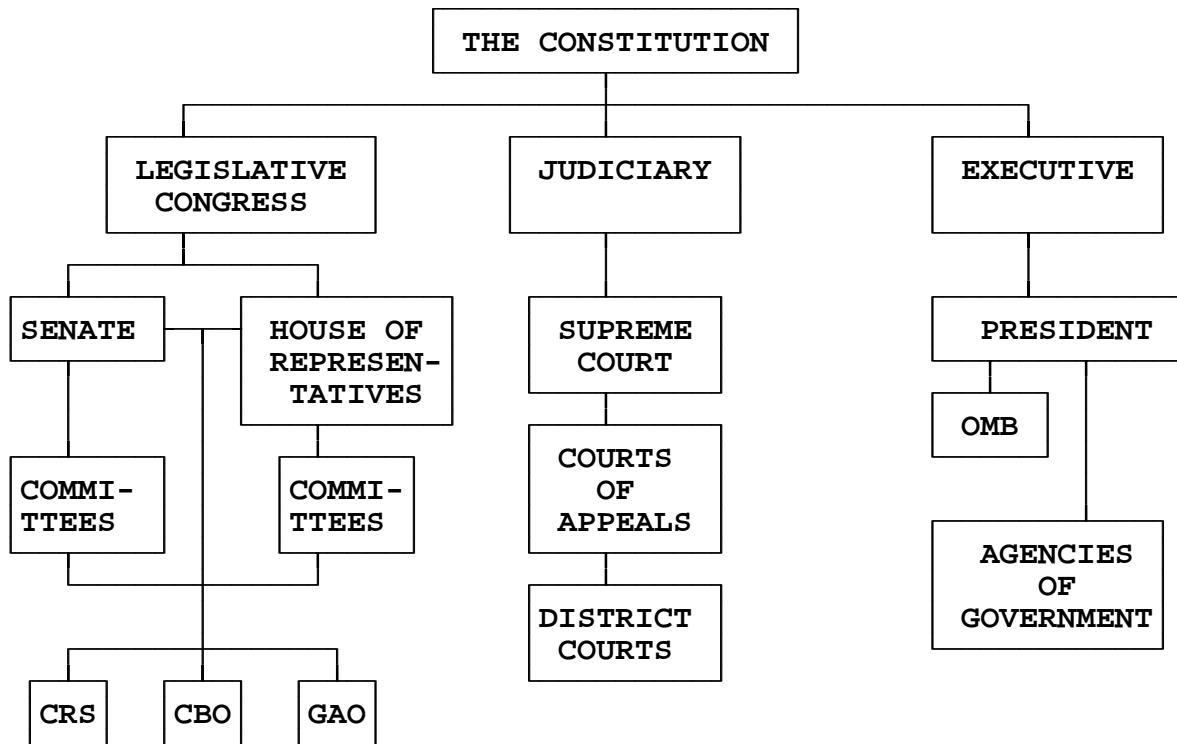 THE CONSTITUTION
LEGISLATIVE
CONGRESS
JUDICIARY
EXECUTIVE
SENATE
HOUSE OF
REPRESEN-
TATIVES
SUPREME
COURT
PRESIDENT
OMB
COMMI-
TTEES
COMMI-
TTEES
COURTS
OF
APPEALS
AGENCIES
OF
GOVERNMENT
DISTRICT
COURTS
CRS
CBO
GAO